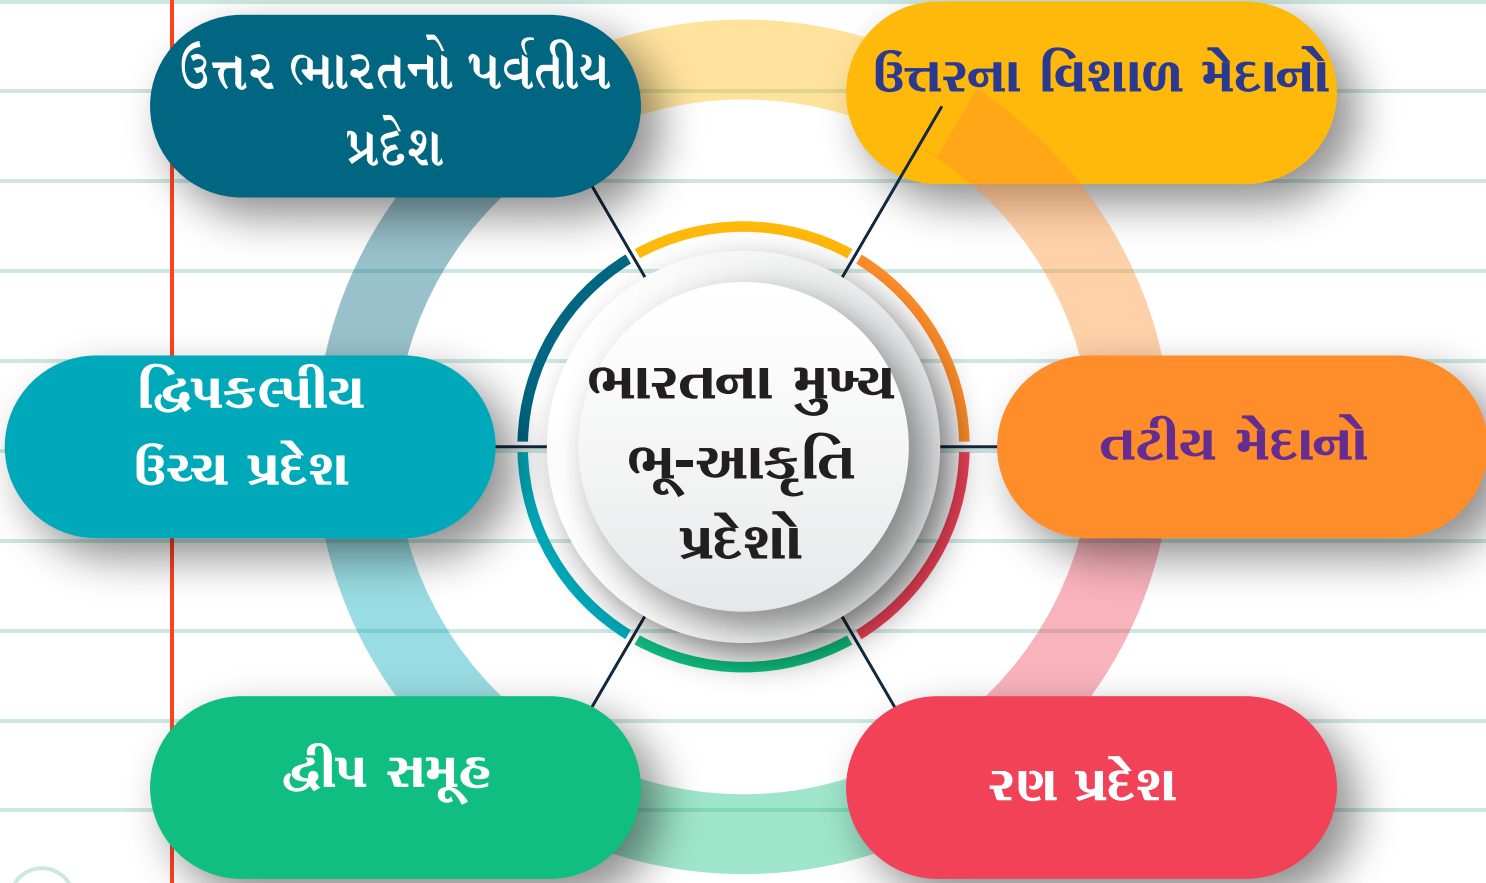 ઉત્તર ભારતનો પર્વતીય
પ્રદેશ
ઉત્તરના વિશાળ મેદાનો
દ્વિપકલ્પીય
ઉચ્ચ પ્રદેશ
ભારતના મુખ્ય
ભૂ-આકૃતિ
પ્રદેશો
તટીય મેદાનો
દ્વીપ સમૂહ
રણ પ્રદેશ